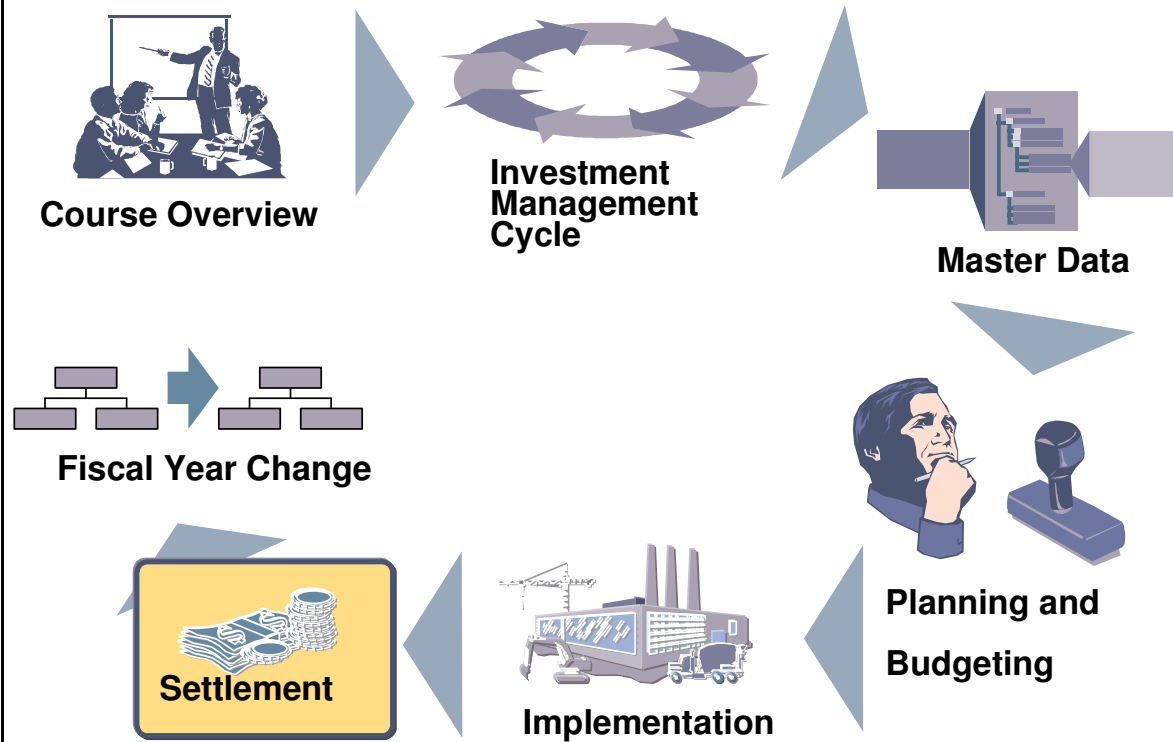 Course Overview
Investment
Management
Cycle
Master Data
Fiscal Year Change
Planning and
Budgeting
Settlement
Implementation